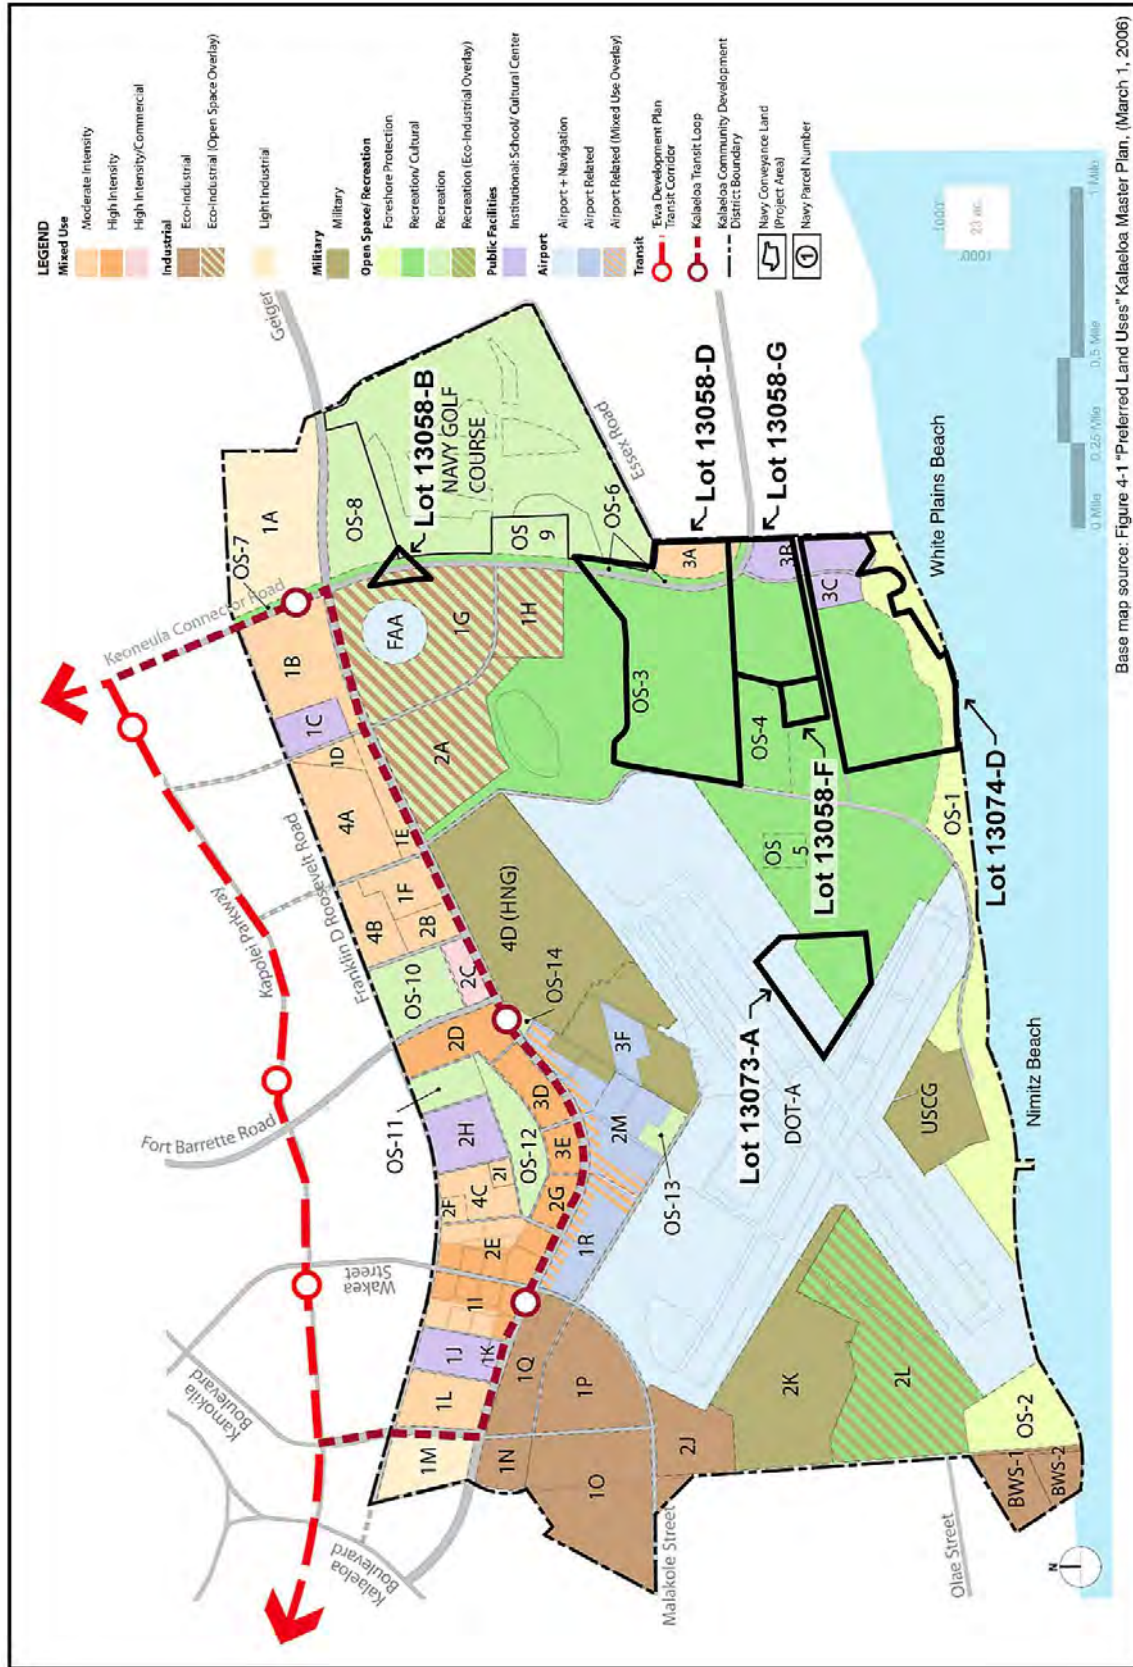 LEGEND
Mixed Use
Moderate Intensity
High Intensity
High Intensity/Commercial
Industrial
Eco-Industrial
Eco-Industrial (Open Space Overlay)
Light Industrial
Military
Military
Open Space/ Recreation
Foreshore Protection
Recreation/ Cultural
Recreation
Recreation (Eco-Industrial Overlay)
Public Facilities
Institutional: School/ Cultural Center
Airport
Airport + Navigation
Airport Related
Airport Related (Mixed Use Overlay)
Transit
'Ewa Development Plan
Transit Corridor
Kalaeloa Transit Loop
Kalaeloa Community Development
District Boundary
Navy Conveyance Land
(Project Area)
1
Navy Parcel Number
Kamokila
Boulevard
Kalaeloa
Boulevard
Wakea
Street
Kapolei Parkway
Fort Barrette Road
Franklin D Roosevelt Road
Keoneula Connector Road
Geiger
Essex Road
Malakole Street
Olae Street
1M
1L
1J
1K
1I
2E
2F
4C
2I
2H
OS-11
OS-12
2G
3E
3D
2D
OS-10
2C
4B
2B
1F
4A
1E
1D
1C
1B
OS-7
1A
OS-8
NAVY GOLF
COURSE
Lot 13058-B
FAA
1G
1H
2A
OS
9
OS-6
OS-3
3A
Lot 13058-D
Lot 13058-G
3B
3C
OS-4
Lot 13058-F
OS
5
OS-1
Lot 13074-D
White Plains Beach
4D (HNG)
OS-14
3F
2M
OS-13
1R
1Q
1P
1N
1O
2J
2K
2L
OS-2
BWS-1
BWS-2
DOT-A
Lot 13073-A
USCG
Nimitz Beach
N
1000'
1000'
23 ac.
0 Mile
0.25 Mile
0.5 Mile
1 Mile
Base map source: Figure 4-1 "Preferred Land Uses" Kalaeloa Master Plan, (March 1, 2006)